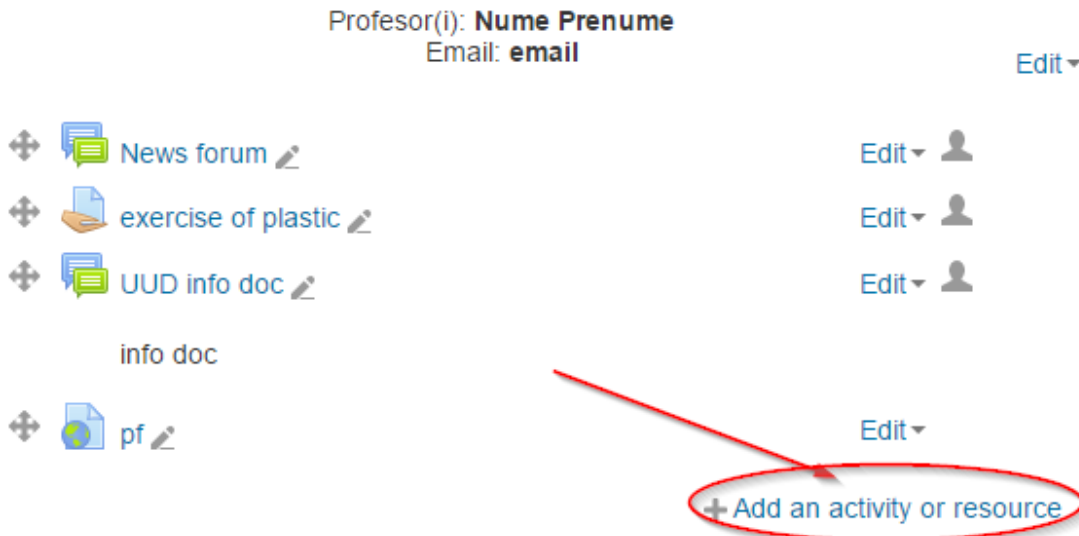 Profesor(i): Nume Prenume
Email: email
Edit
News forum Edit
exercise of plastic Edit
UUD info doc Edit
info doc
pf Edit
Add an activity or resource